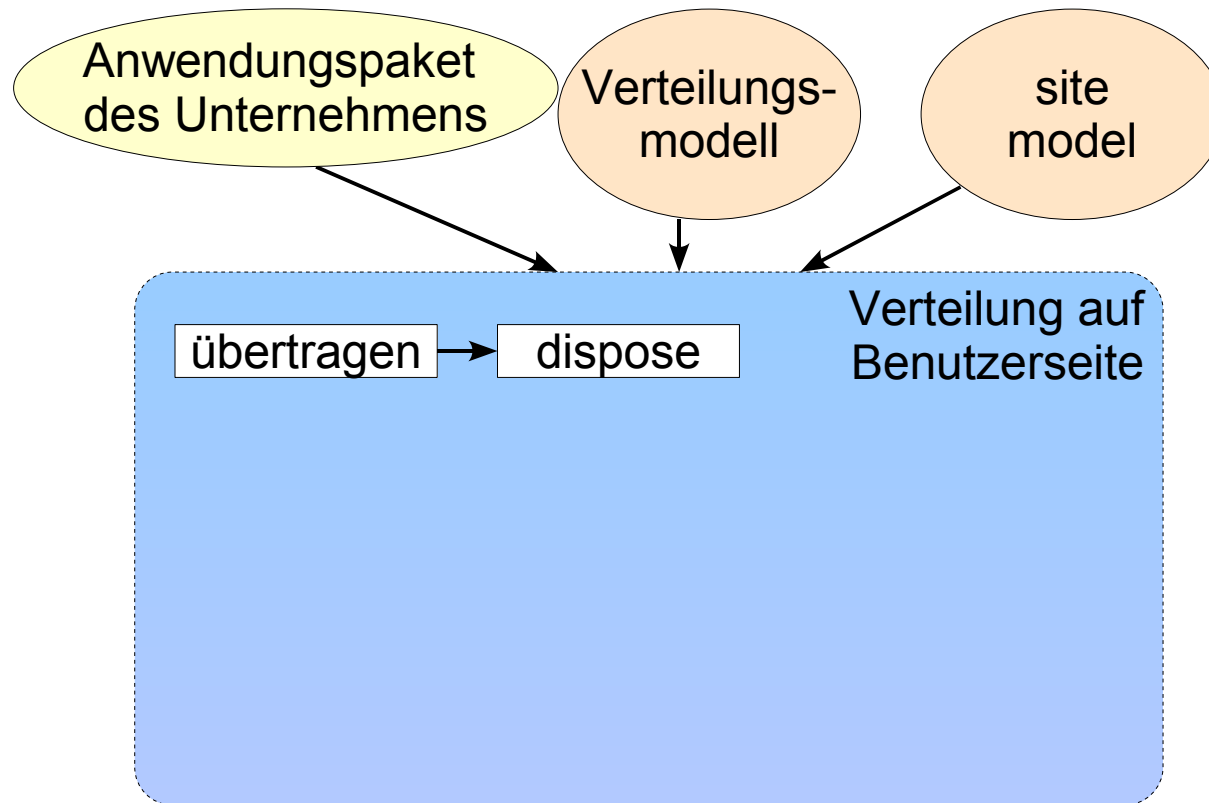 Anwendungspaket
des Unternehmens
Verteilungs-
modell
site
model
Verteilung auf
Benutzerseite
übertragen
dispose